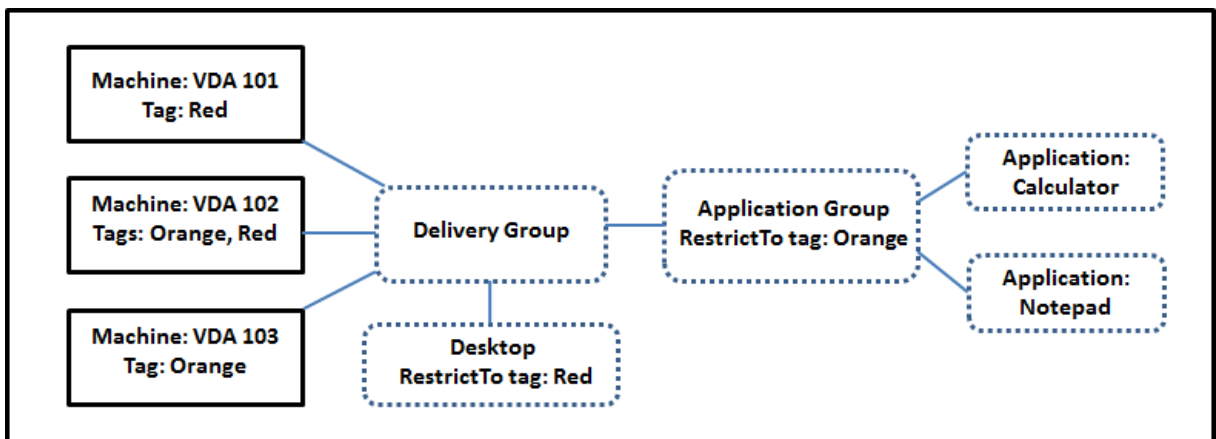 Machine: VDA 101
Tag: Red
Machine: VDA 102
Tags: Orange, Red
Machine: VDA 103
Tag: Orange
Delivery Group
Desktop
RestrictTo tag: Red
Application Group
RestrictTo tag: Orange
Application:
Calculator
Application:
Notepad